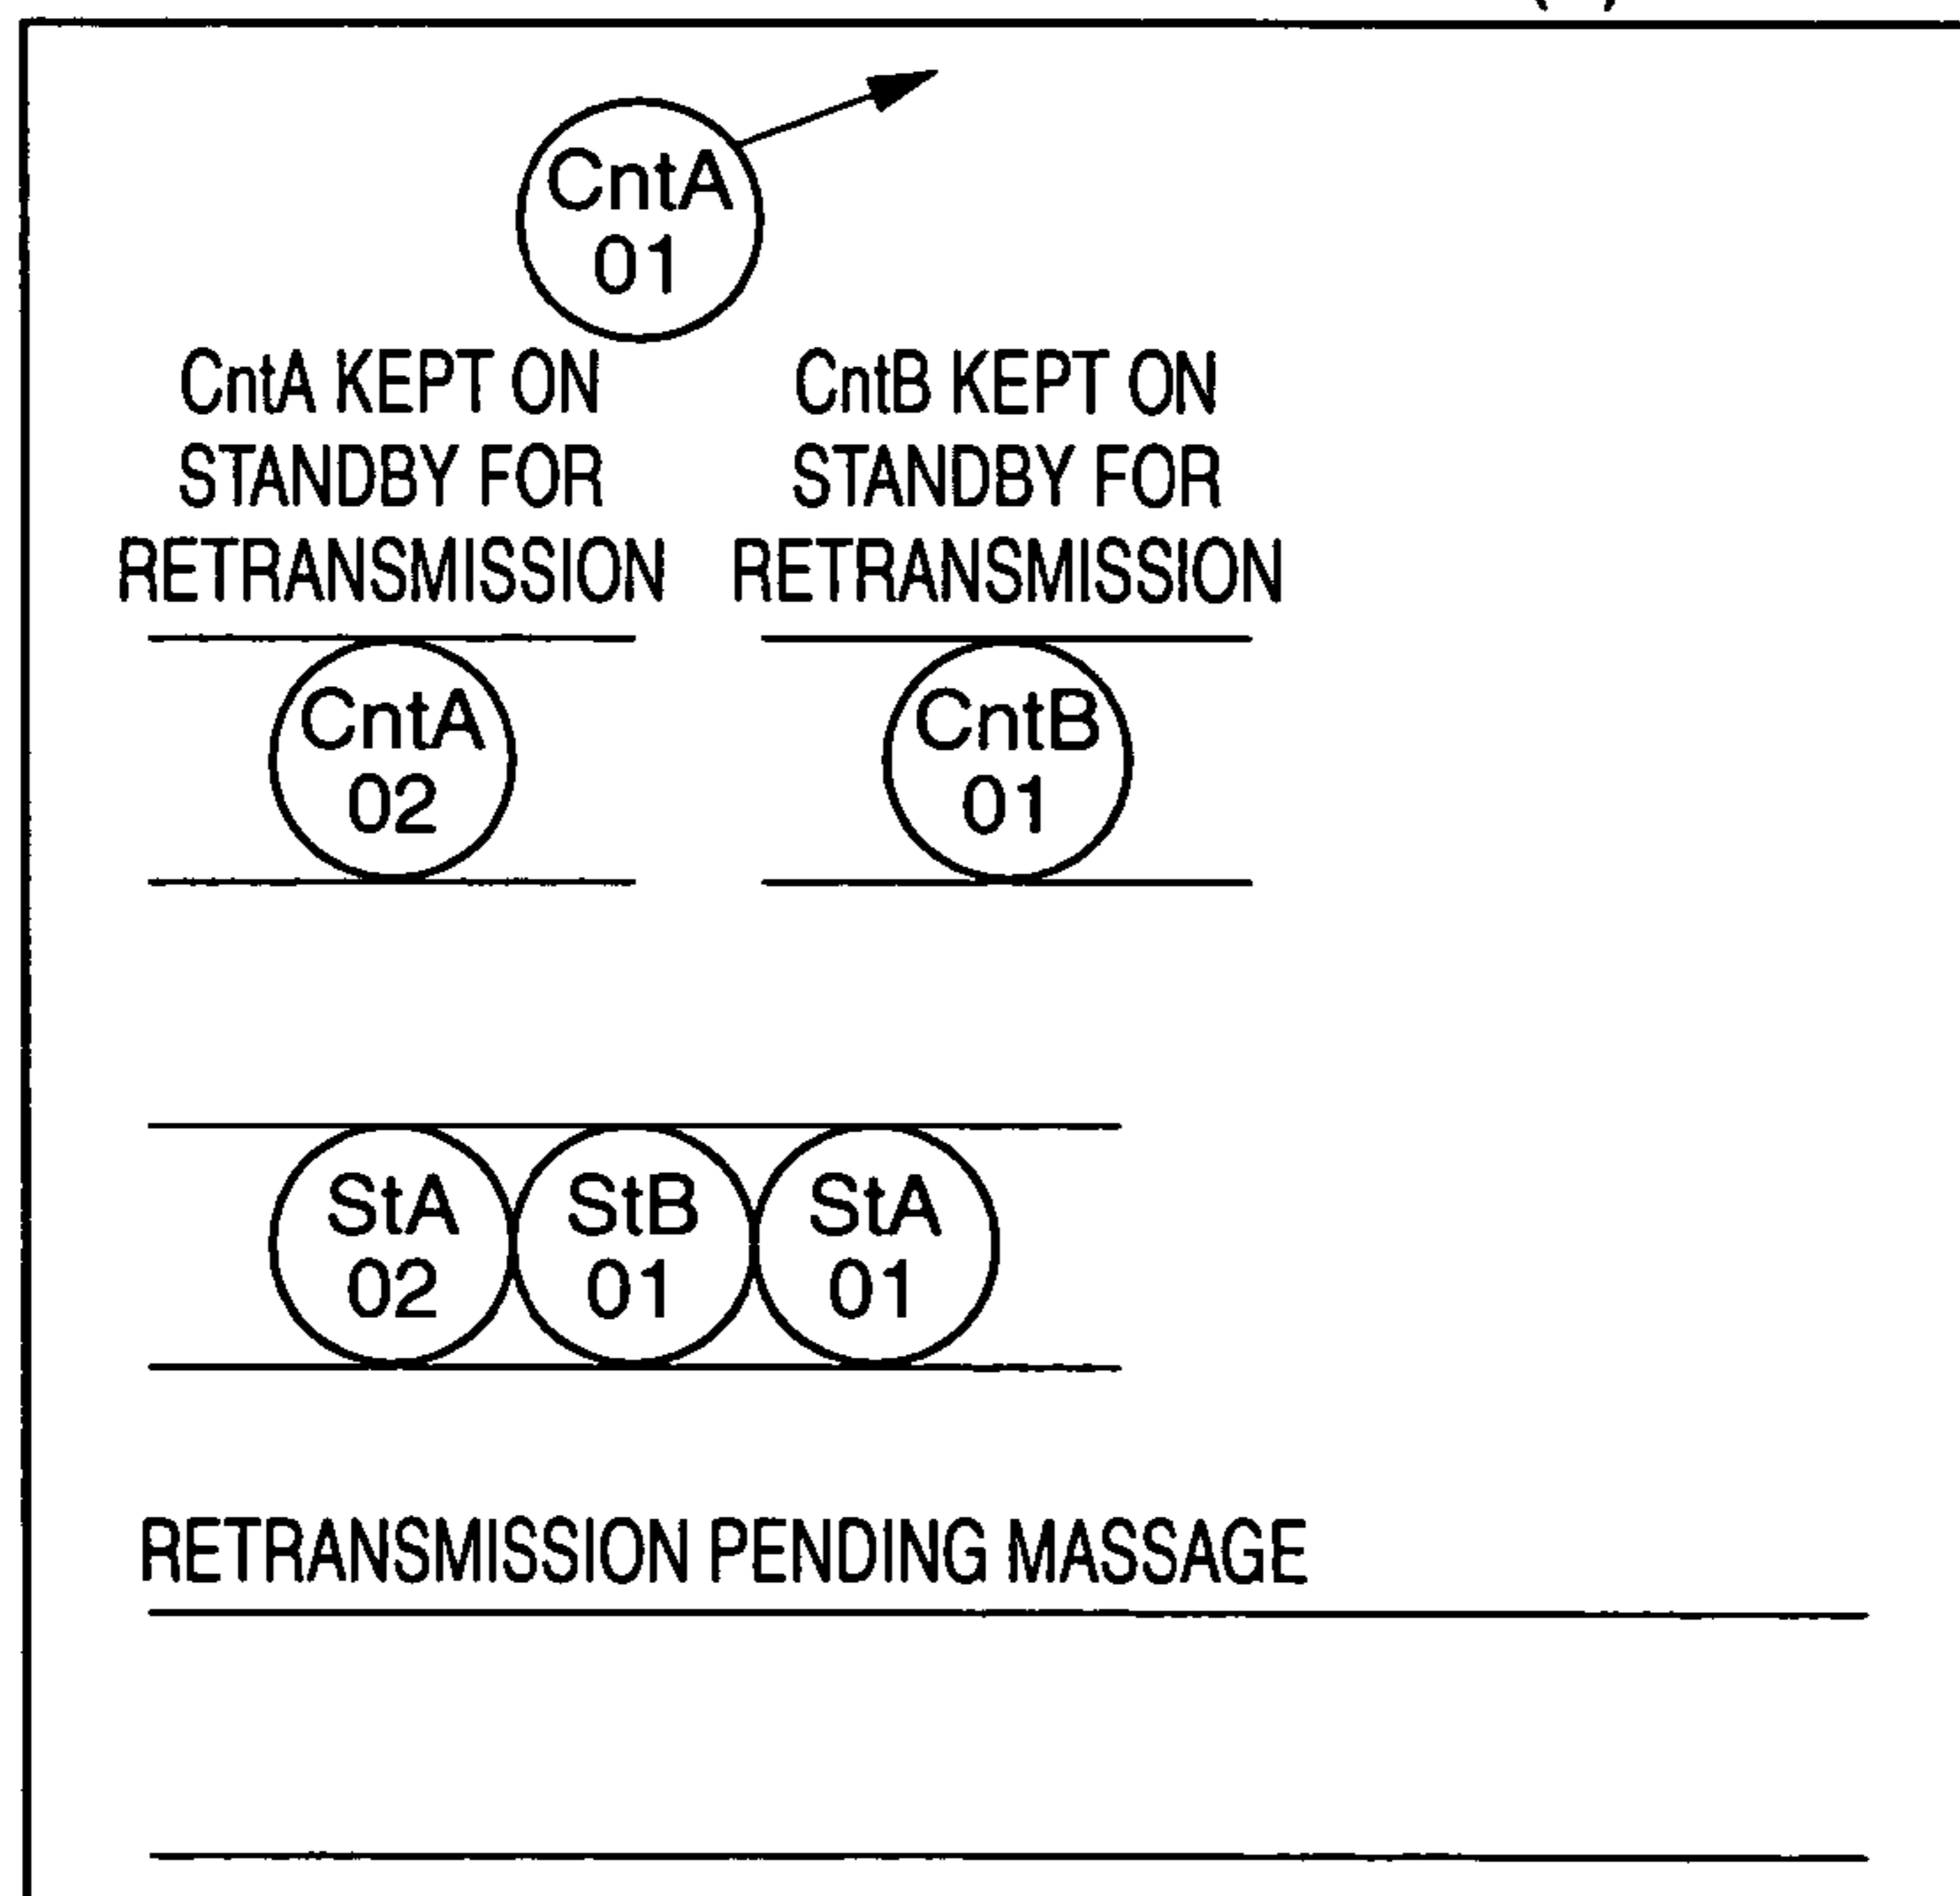 CntA
01
CntA KEPT ON
STANDBY FOR
RETRANSMISSION
CntB KEPT ON
STANDBY FOR
RETRANSMISSION
CntA
02
CntB
01
StA
02
StB
01
StA
01
RETRANSMISSION PENDING MASSAGE